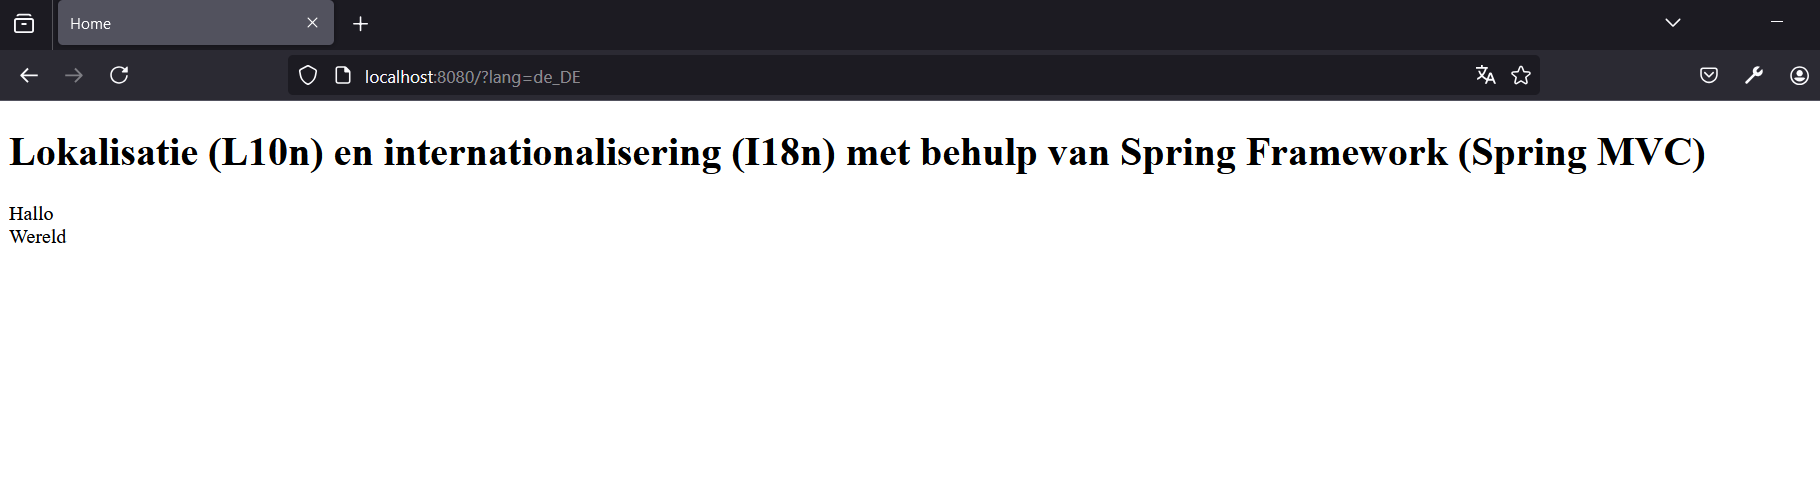 Home
localhost:8080/?lang=de_DE
Lokalisatie (L10n) en internationalisering (I18n) met behulp van Spring Framework (Spring MVC)
Hallo
Wereld